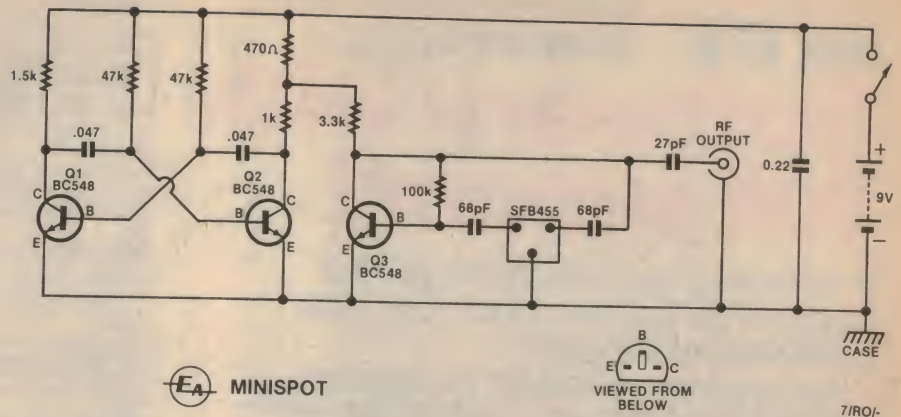 470Ω
1.5k
47k
47k
1k
3.3k
.047
.047
RF
OUTPUT
27pF
0.22
+
9V
−
Q1
BC548
Q2
BC548
100k
68pF
SFB455
68pF
C
B
E
C
B
E
C
B
E
Q3
BC548
CASE
EA MINISPOT
B
E
C
VIEWED FROM
BELOW
7/RO/-